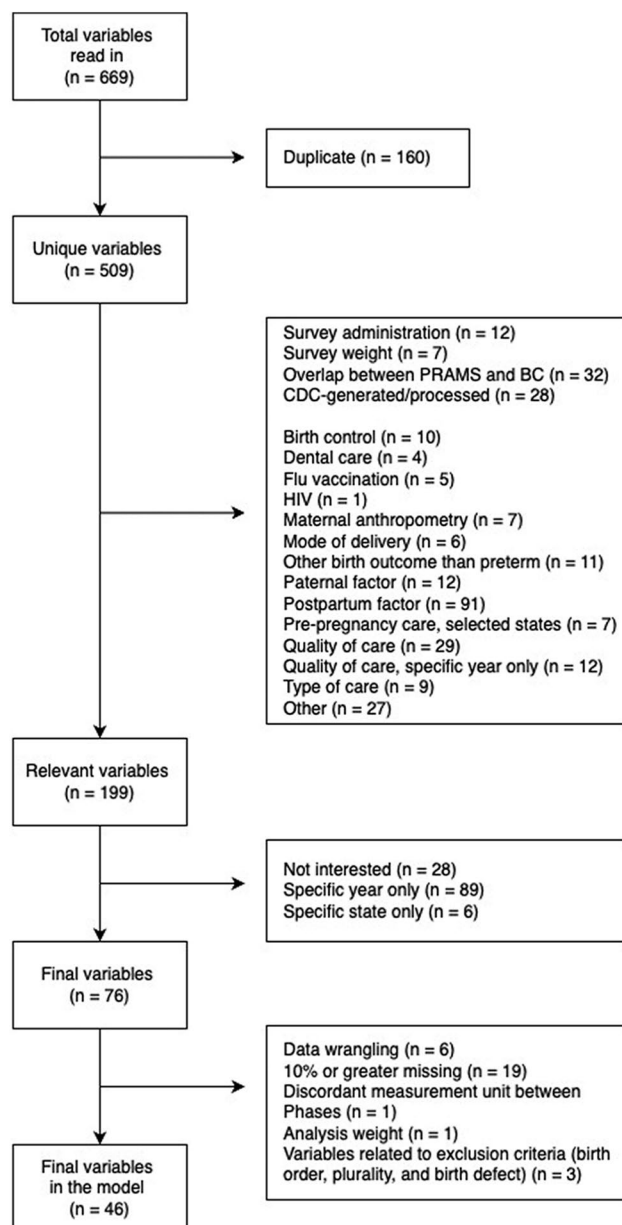 Total variables
read in
(n = 669)
Duplicate (n = 160)
Unique variables
(n = 509)
Survey administration (n = 12)
Survey weight (n = 7)
Overlap between PRAMS and BC (n = 32)
CDC-generated/processed (n = 28)
Birth control (n = 10)
Dental care (n = 4)
Flu vaccination (n = 5)
HIV (n = 1)
Maternal anthropometry (n = 7)
Mode of delivery (n = 6)
Other birth outcome than preterm (n = 11)
Paternal factor (n = 12)
Postpartum factor (n = 91)
Pre-pregnancy care, selected states (n = 7)
Quality of care (n = 29)
Quality of care, specific year only (n = 12)
Type of care (n = 9)
Other (n = 27)
Relevant variables
(n = 199)
Not interested (n = 28)
Specific year only (n = 89)
Specific state only (n = 6)
Final variables
(n = 76)
Data wrangling (n = 6)
10% or greater missing (n = 19)
Discordant measurement unit between
Phases (n = 1)
Analysis weight (n = 1)
Variables related to exclusion criteria (birth
order, plurality, and birth defect) (n = 3)
Final variables
in the model
(n = 46)